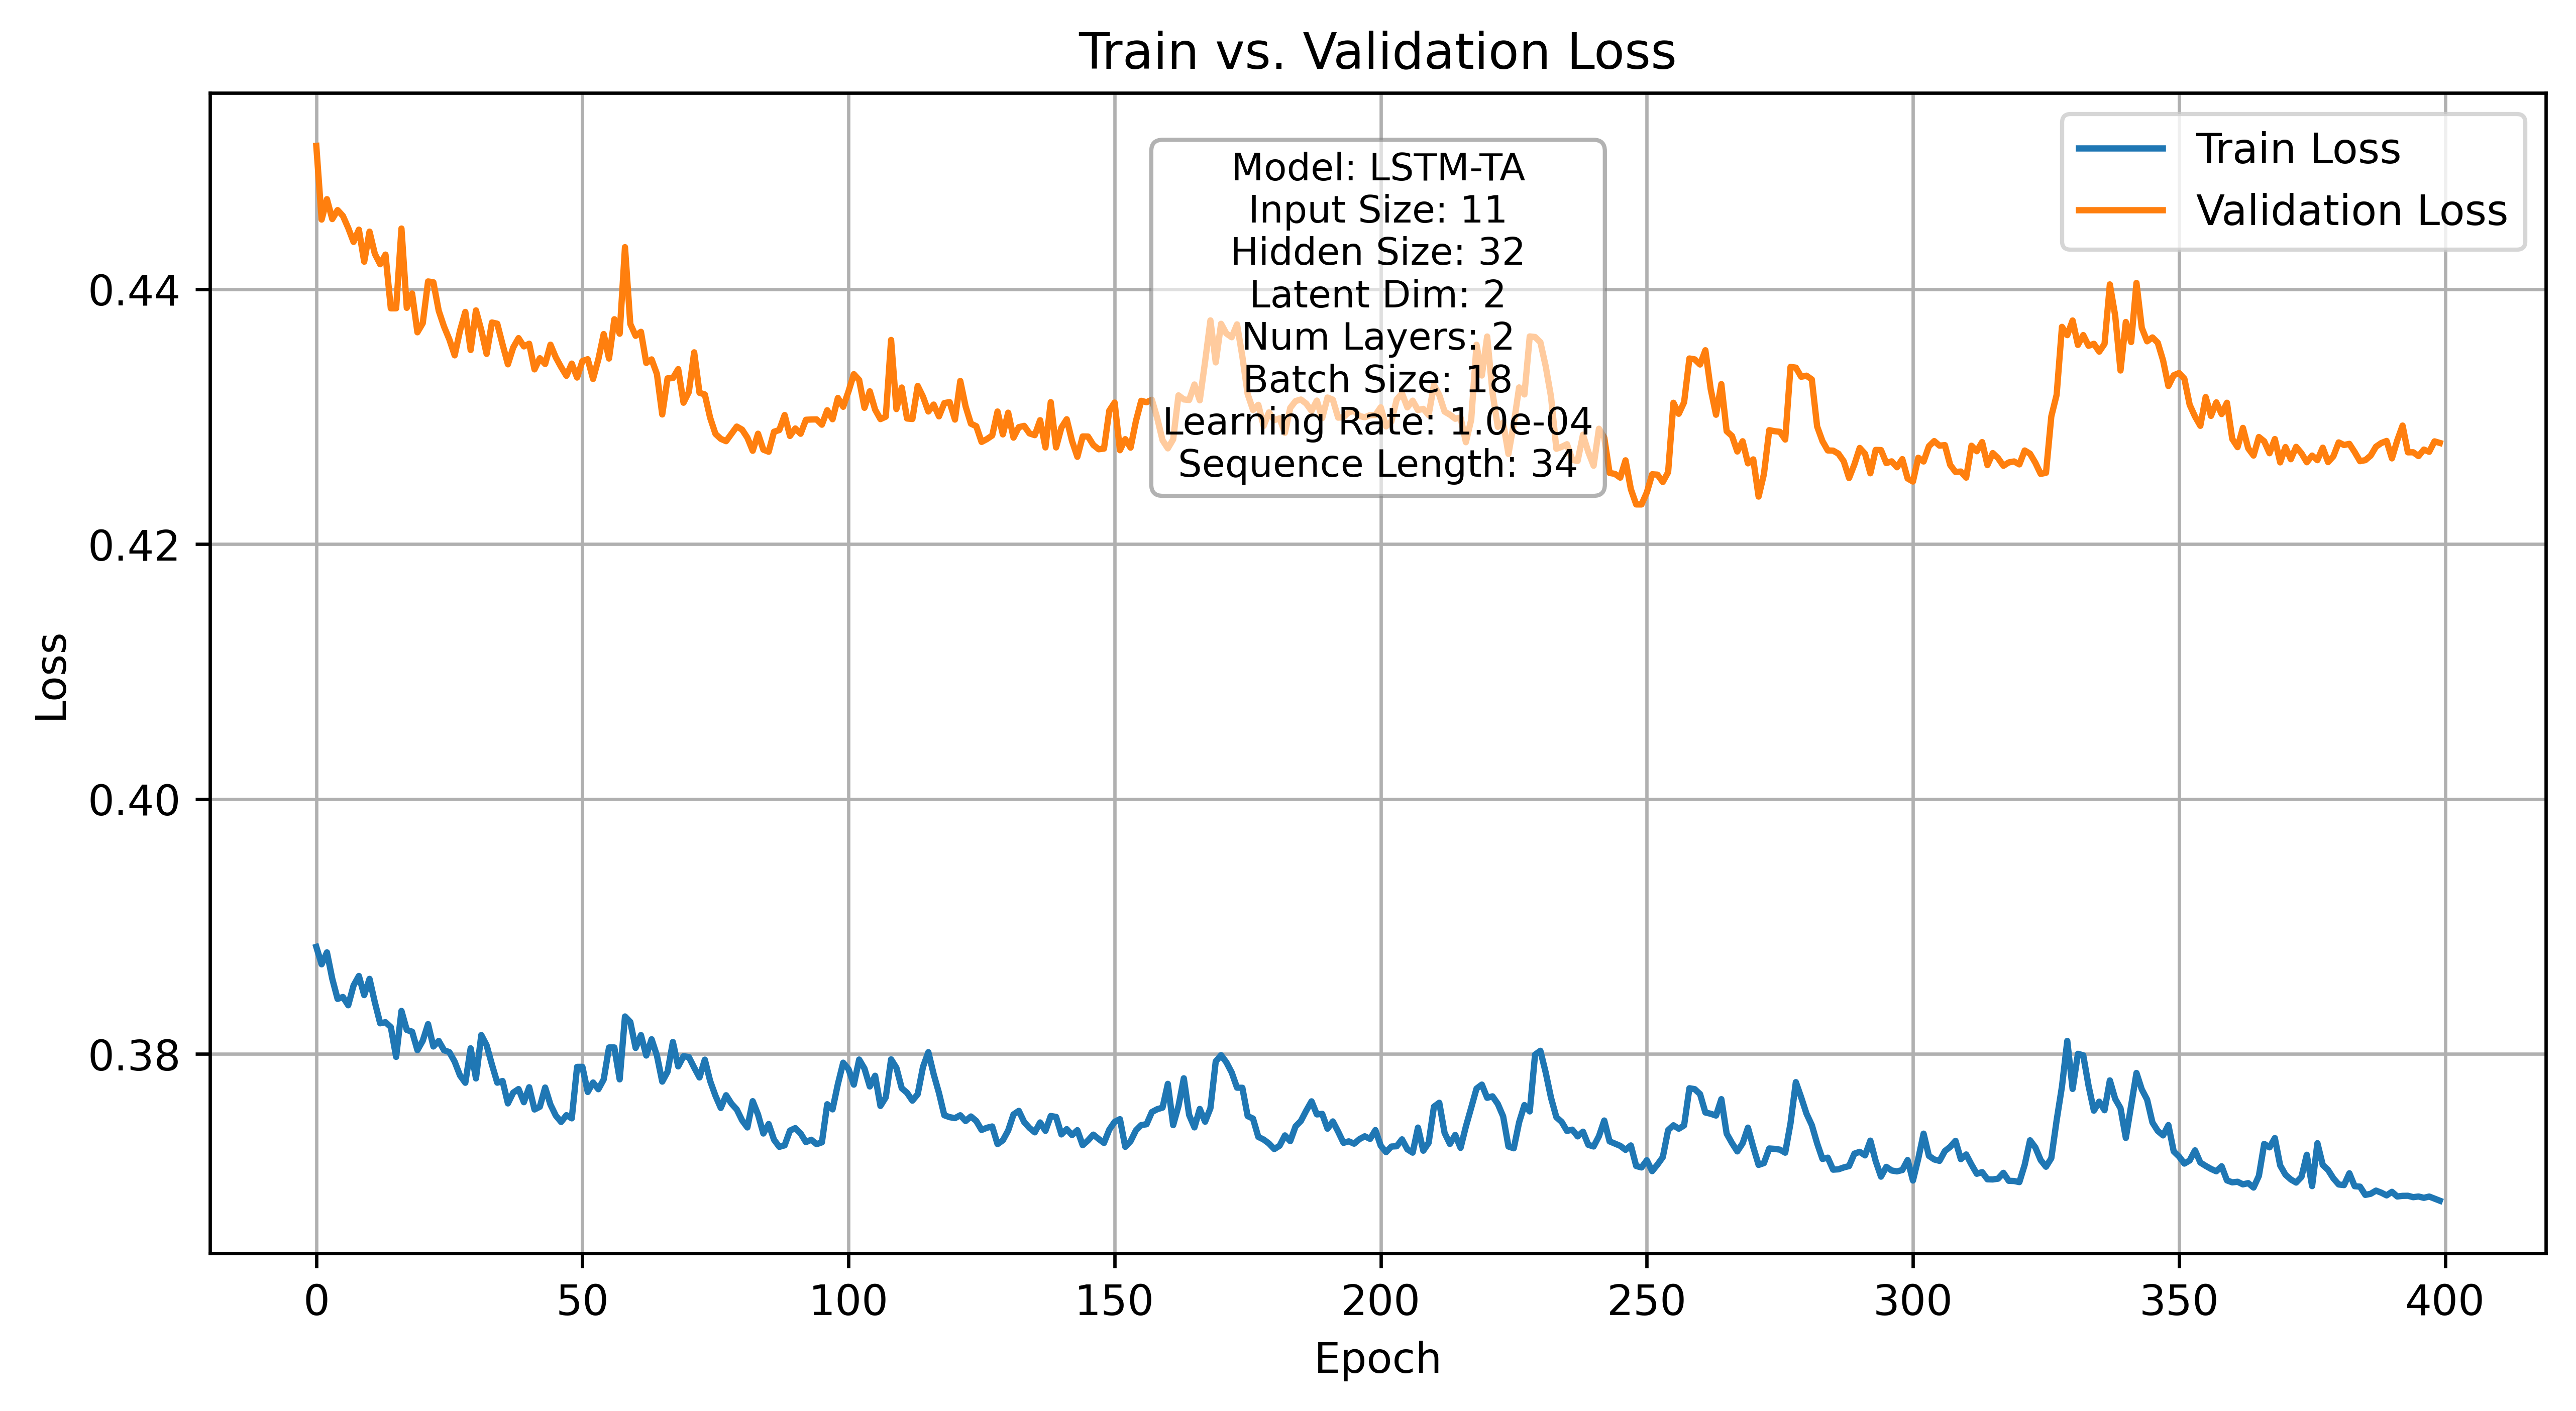 Train vs. Validation Loss
Model: LSTM-TA
Input Size: 11
Hidden Size: 32
Latent Dim: 2
Num Layers: 2
Batch Size: 18
Learning Rate: 1.0e-04
Sequence Length: 34
Train Loss
Validation Loss
Loss
0.44
0.42
0.40
0.38
0 50 100 150 200 250 300 350 400
Epoch